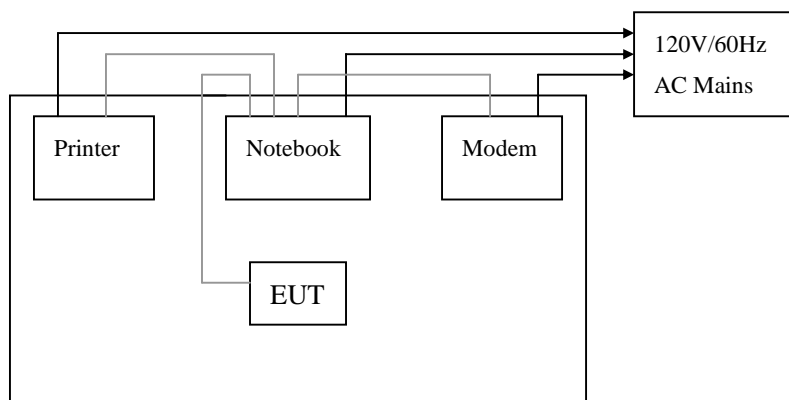 120V/60Hz
AC Mains
Printer
Notebook
Modem
EUT